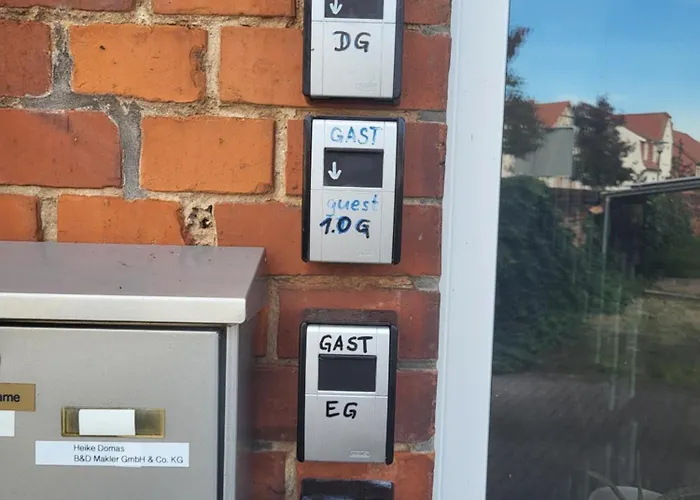 DG
GAST
guest
1.OG
GAST
EG
Heike Domas
B&D Makler GmbH & Co. KG